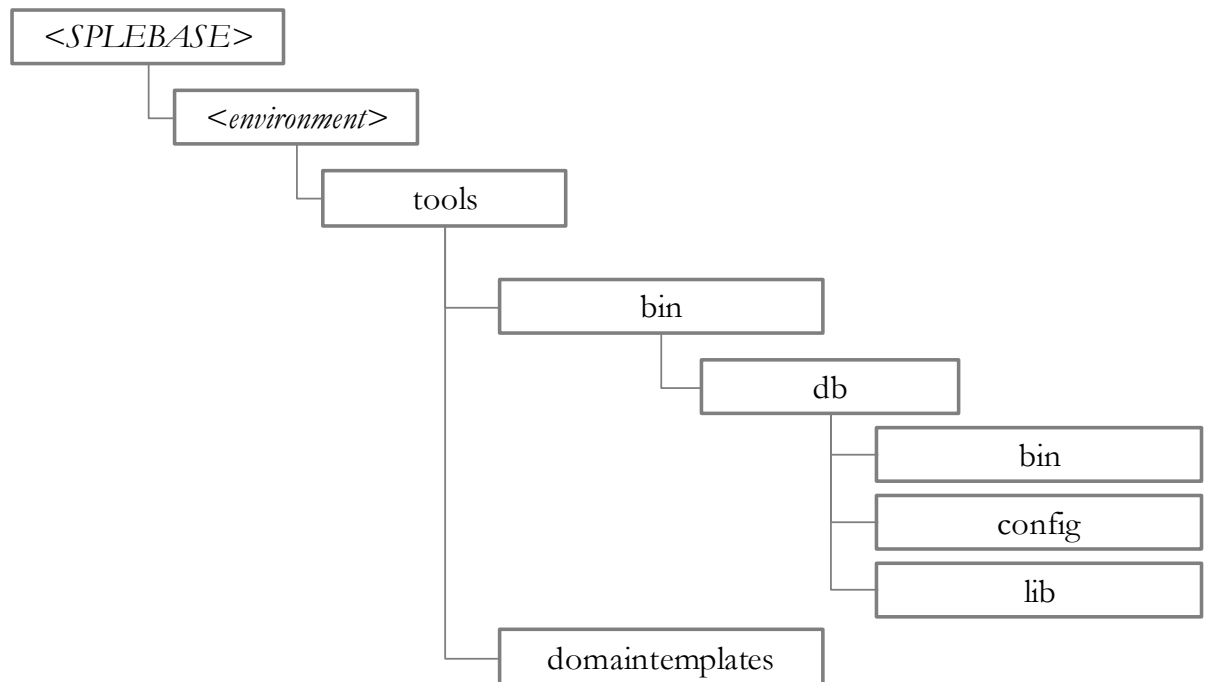 <SPLEBASE>
<environment>
tools
bin
db
bin
config
lib
domaintemplates